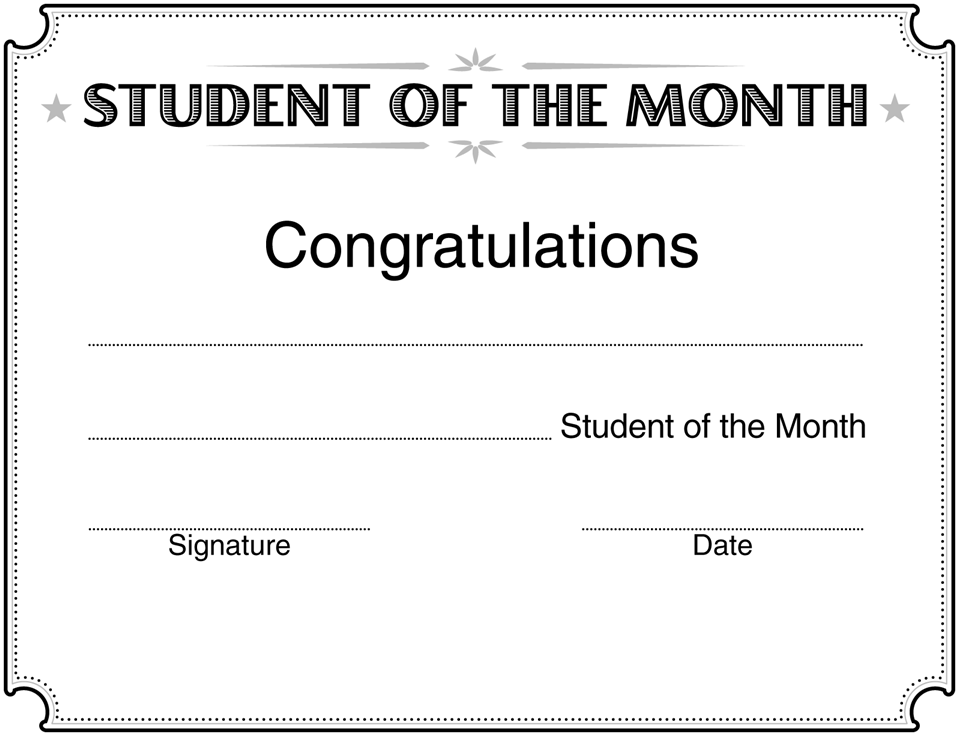 STUDENT OF THE MONTH
Congratulations
Student of the Month
Signature
Date